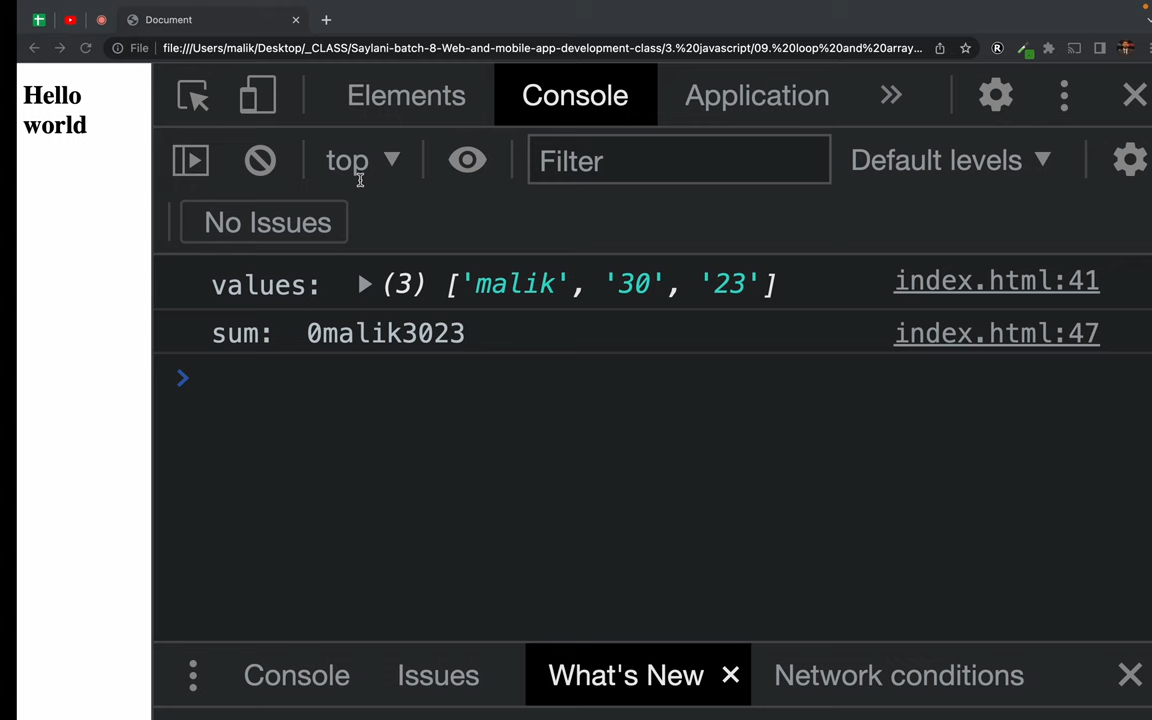 Document
File file:///Users/malik/Desktop/_CLASS/Saylani-batch-8-Web-and-mobile-app-development-class/3.%20javascript/09.%20loop%20and%20array...
Hello
world
Elements Console Application
top Filter Default levels
No Issues
values: (3) ['malik', '30', '23'] index.html:41
sum: 0malik3023 index.html:47
Console Issues What's New Network conditions